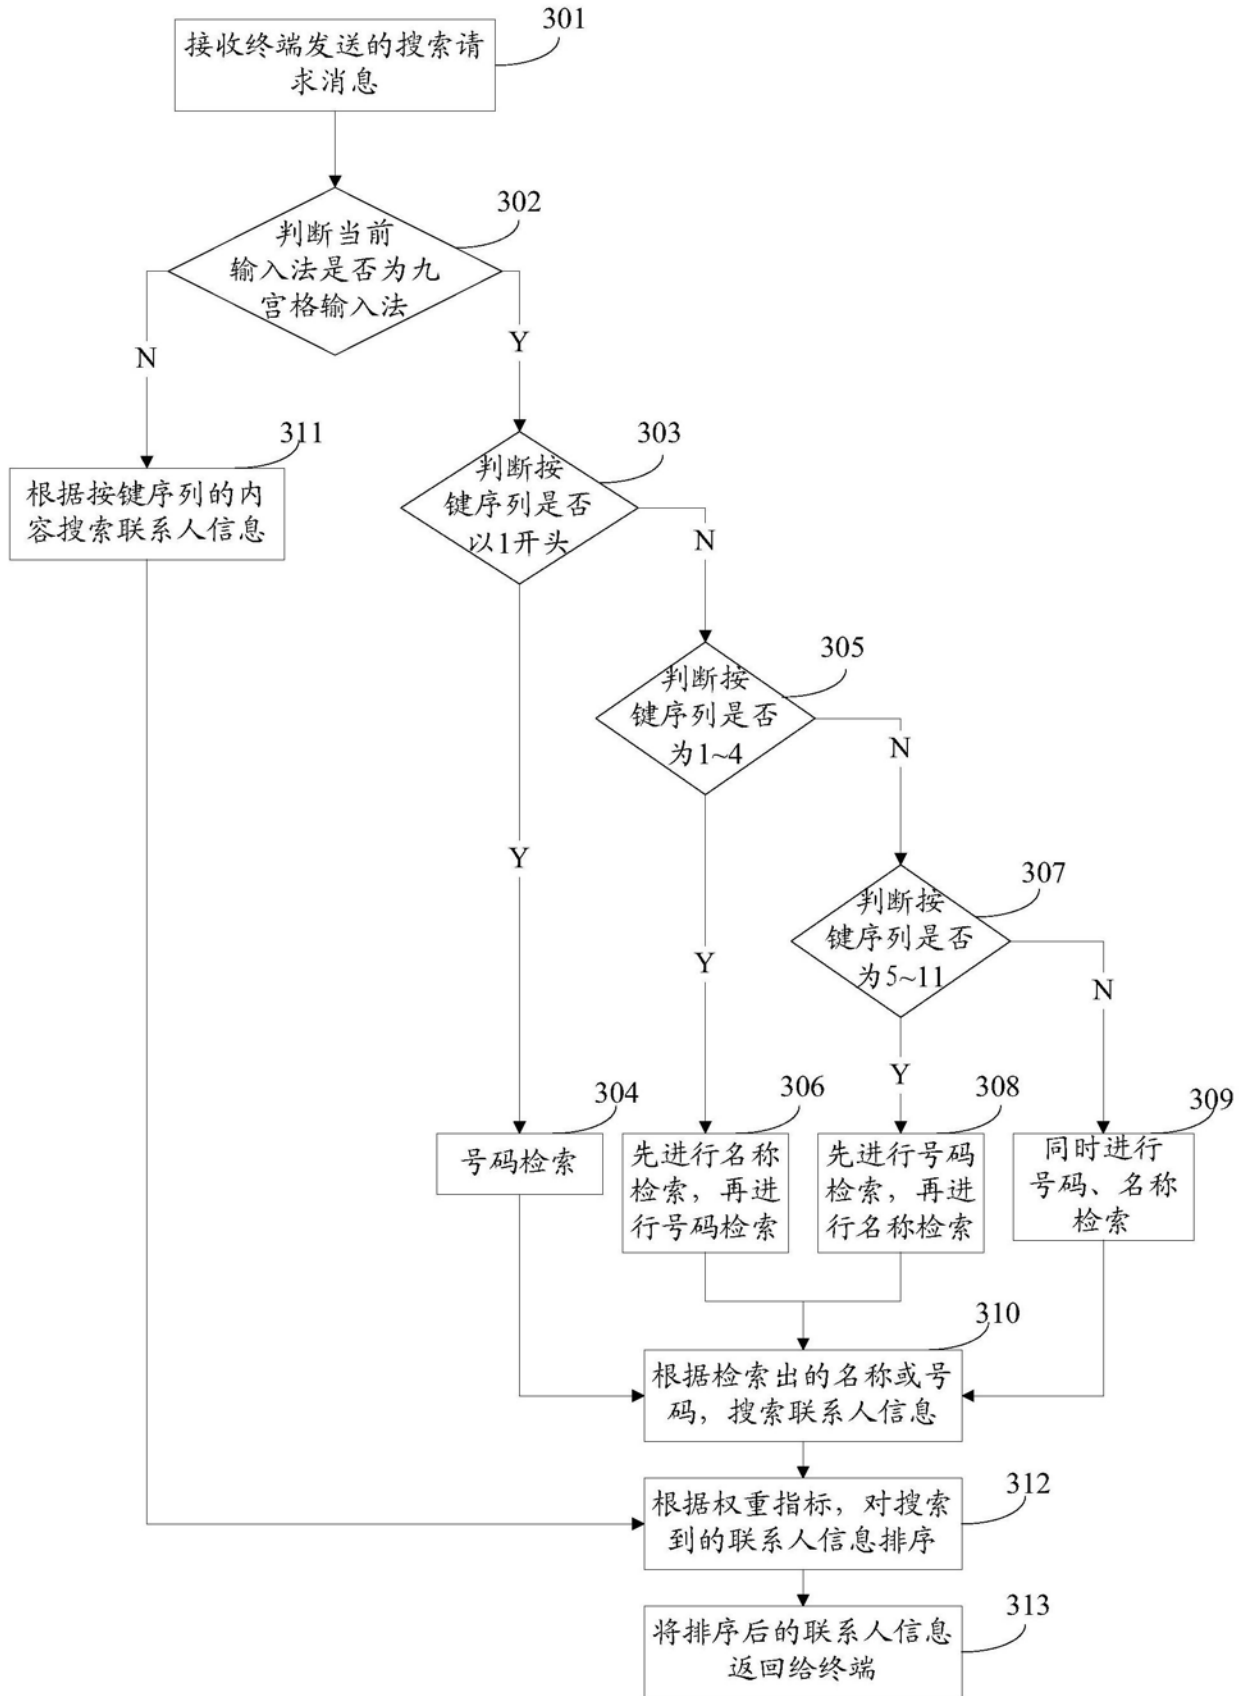 301
接收终端发送的搜索请
求消息
302
判断当前
输入法是否为九
宫格输入法
N
Y
311
根据按键序列的内
容搜索联系人信息
303
判断按
键序列是否
以1开头
N
Y
305
判断按
键序列是否
为1~4
N
Y
307
判断按
键序列是否
为5~11
N
Y
304
号码检索
306
先进行名称
检索，再进
行号码检索
308
先进行号码
检索，再进
行名称检索
309
同时进行
号码、名称
检索
310
根据检索出的名称或号
码，搜索联系人信息
312
根据权重指标，对搜索
到的联系人信息排序
313
将排序后的联系人信息
返回给终端